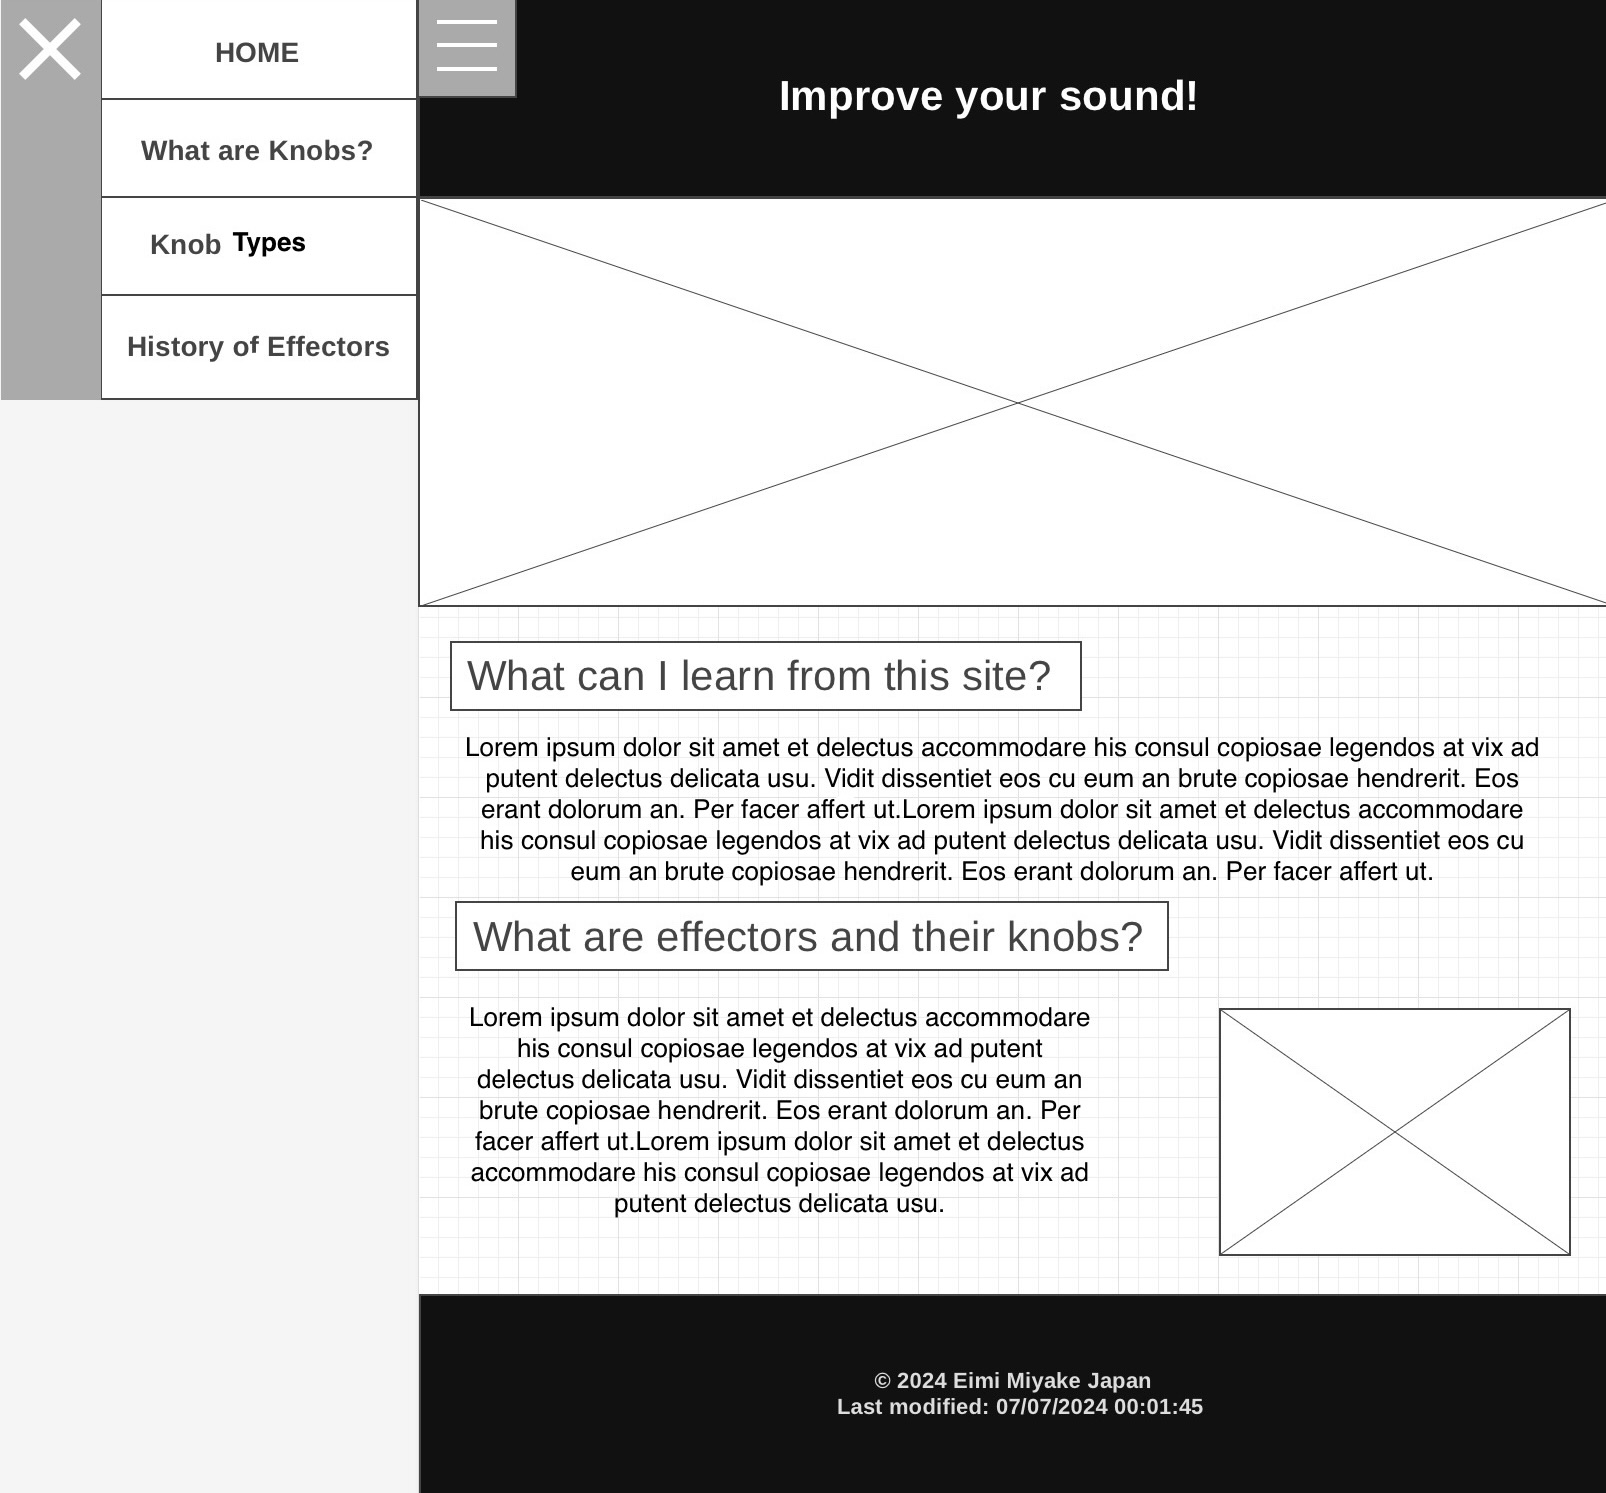 HOME
What are Knobs?
Knob Types
History of Effectors
Improve your sound!
What can I learn from this site?
Lorem ipsum dolor sit amet et delectus accommodare his consul copiosae legendos at vix ad
putent delectus delicata usu. Vidit dissentiet eos cu eum an brute copiosae hendrerit. Eos
erant dolorum an. Per facer affert ut.Lorem ipsum dolor sit amet et delectus accommodare
his consul copiosae legendos at vix ad putent delectus delicata usu. Vidit dissentiet eos cu
eum an brute copiosae hendrerit. Eos erant dolorum an. Per facer affert ut.
What are effectors and their knobs?
Lorem ipsum dolor sit amet et delectus accommodare
his consul copiosae legendos at vix ad putent
delectus delicata usu. Vidit dissentiet eos cu eum an
brute copiosae hendrerit. Eos erant dolorum an. Per
facer affert ut.Lorem ipsum dolor sit amet et delectus
accommodare his consul copiosae legendos at vix ad
putent delectus delicata usu.
© 2024 Eimi Miyake Japan
Last modified: 07/07/2024 00:01:45